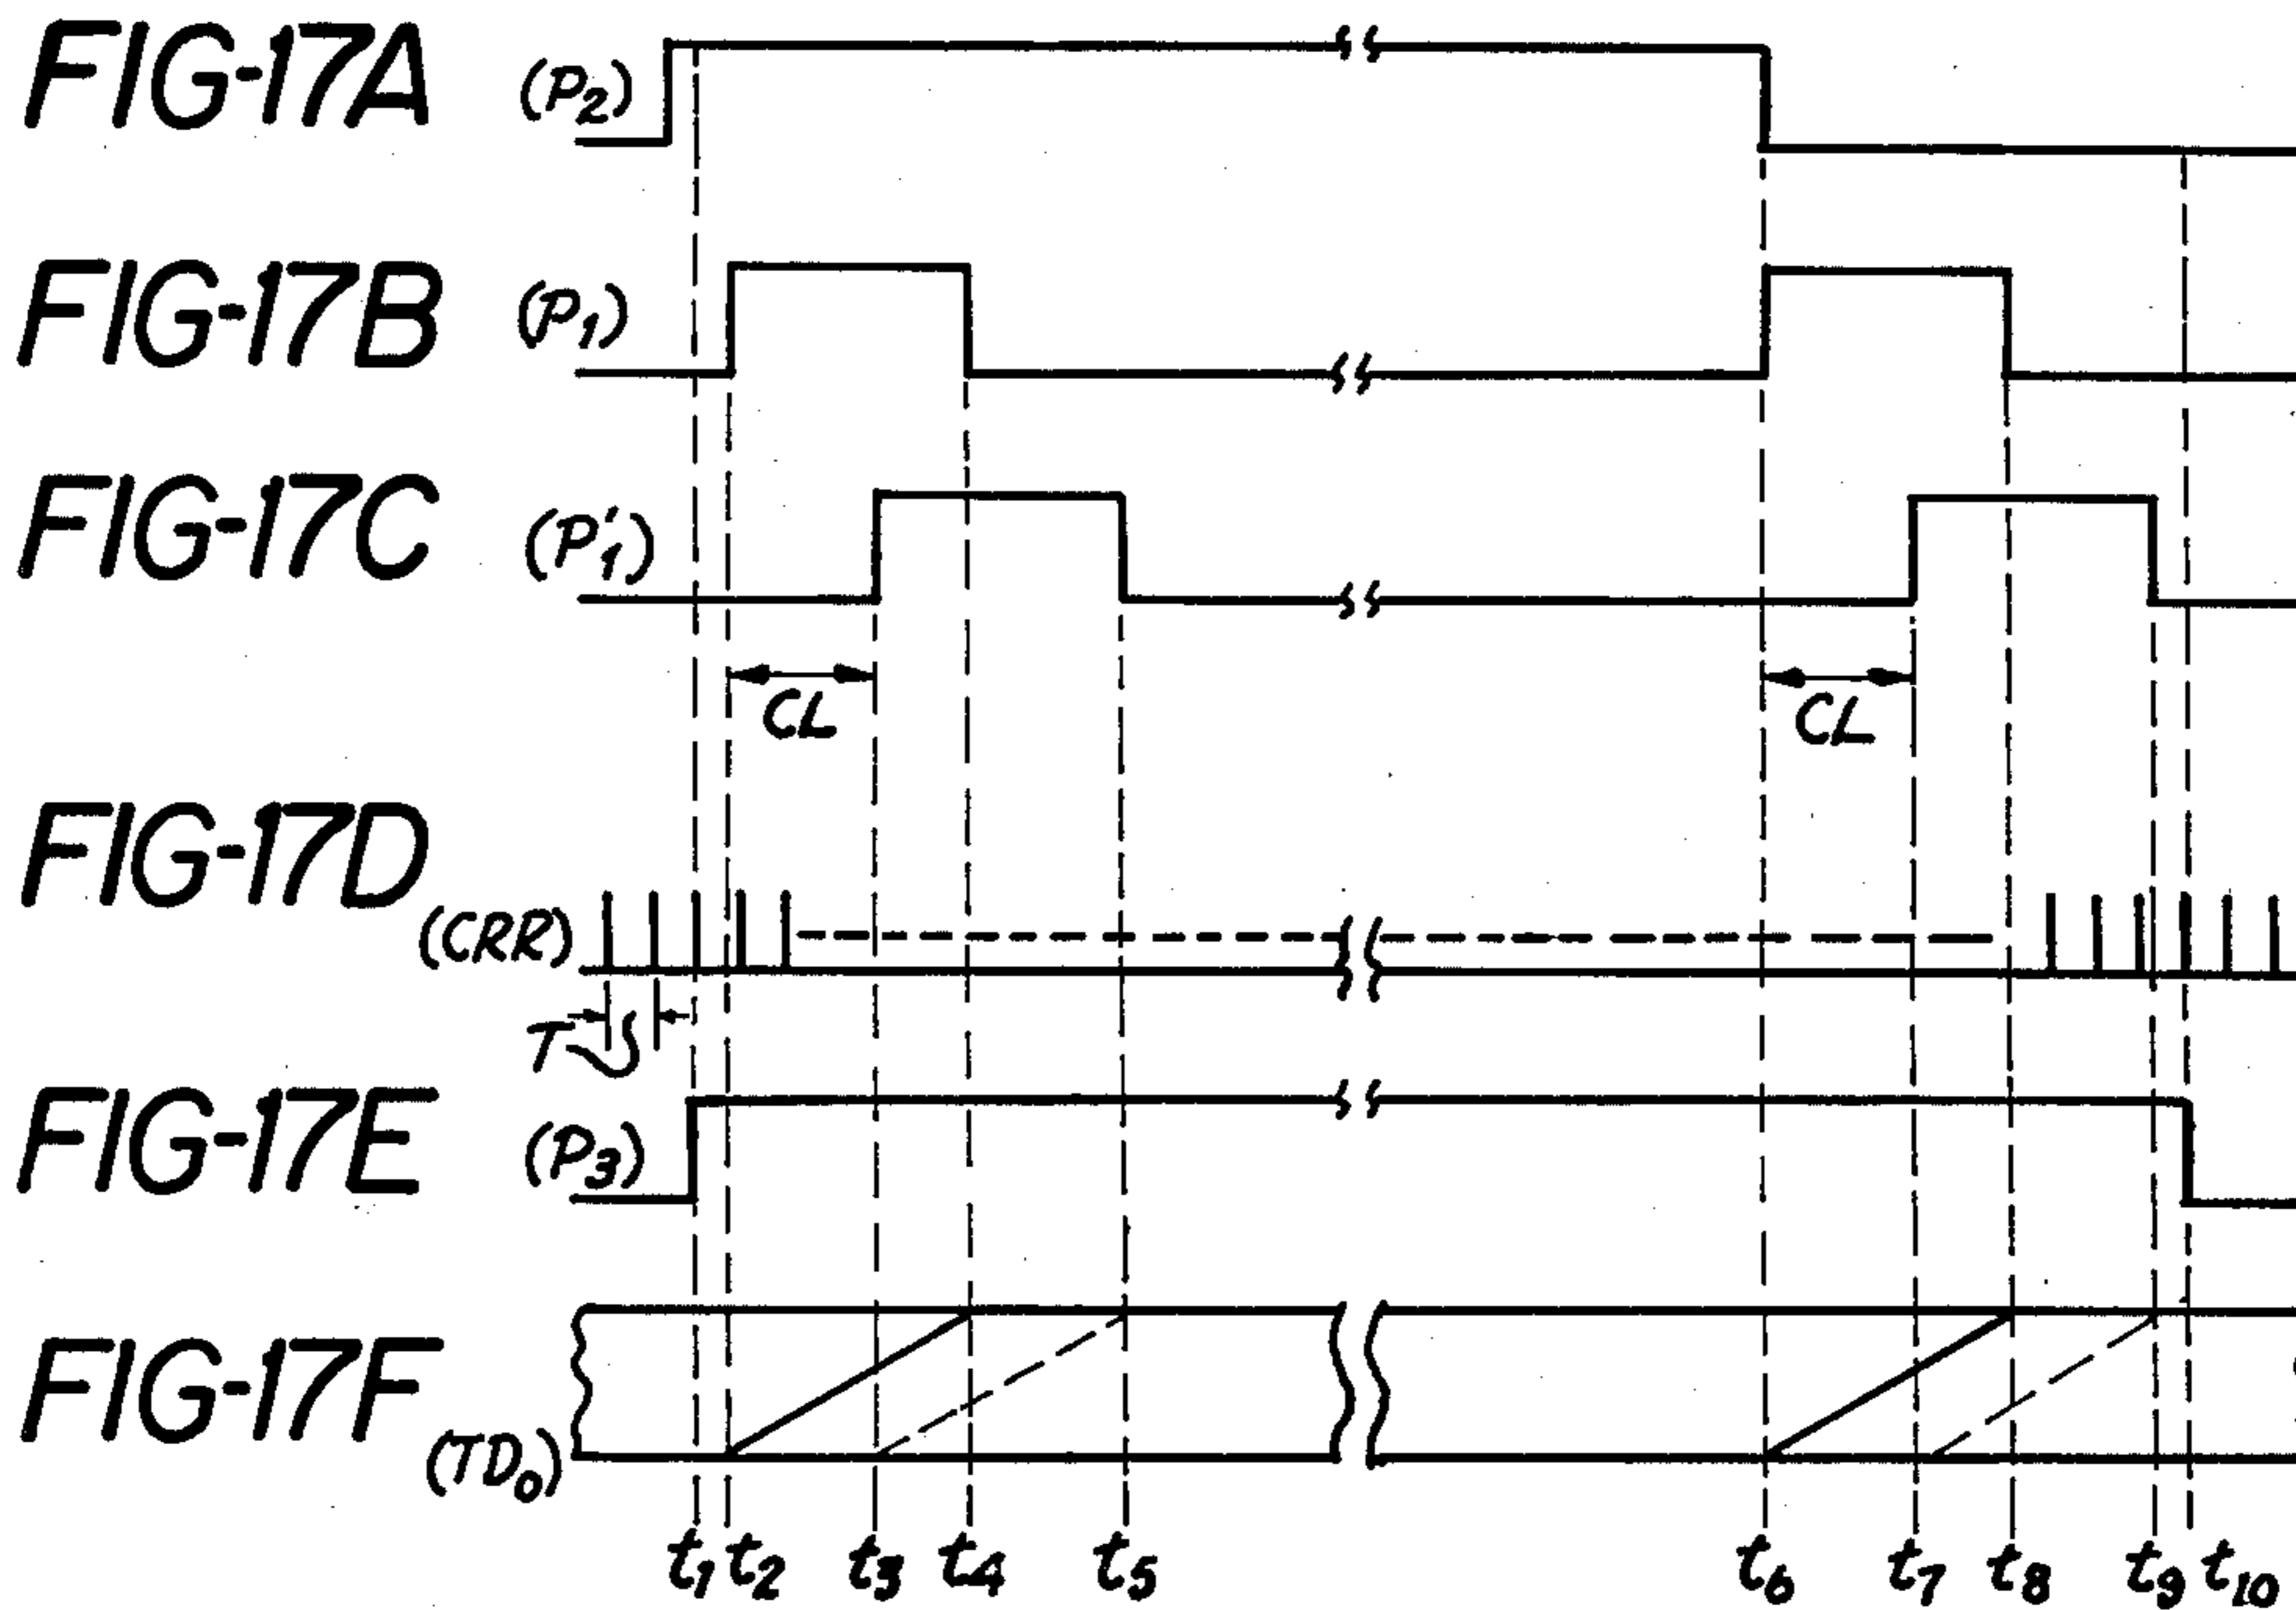 FIG-17A (P2)
FIG-17B (P1)
FIG-17C (P'1)
CL CL
FIG-17D (CRR)
T
FIG-17E (P3)
FIG-17F (TD0)
t1 t2 t3 t4 t5 t6 t7 t8 t9 t10